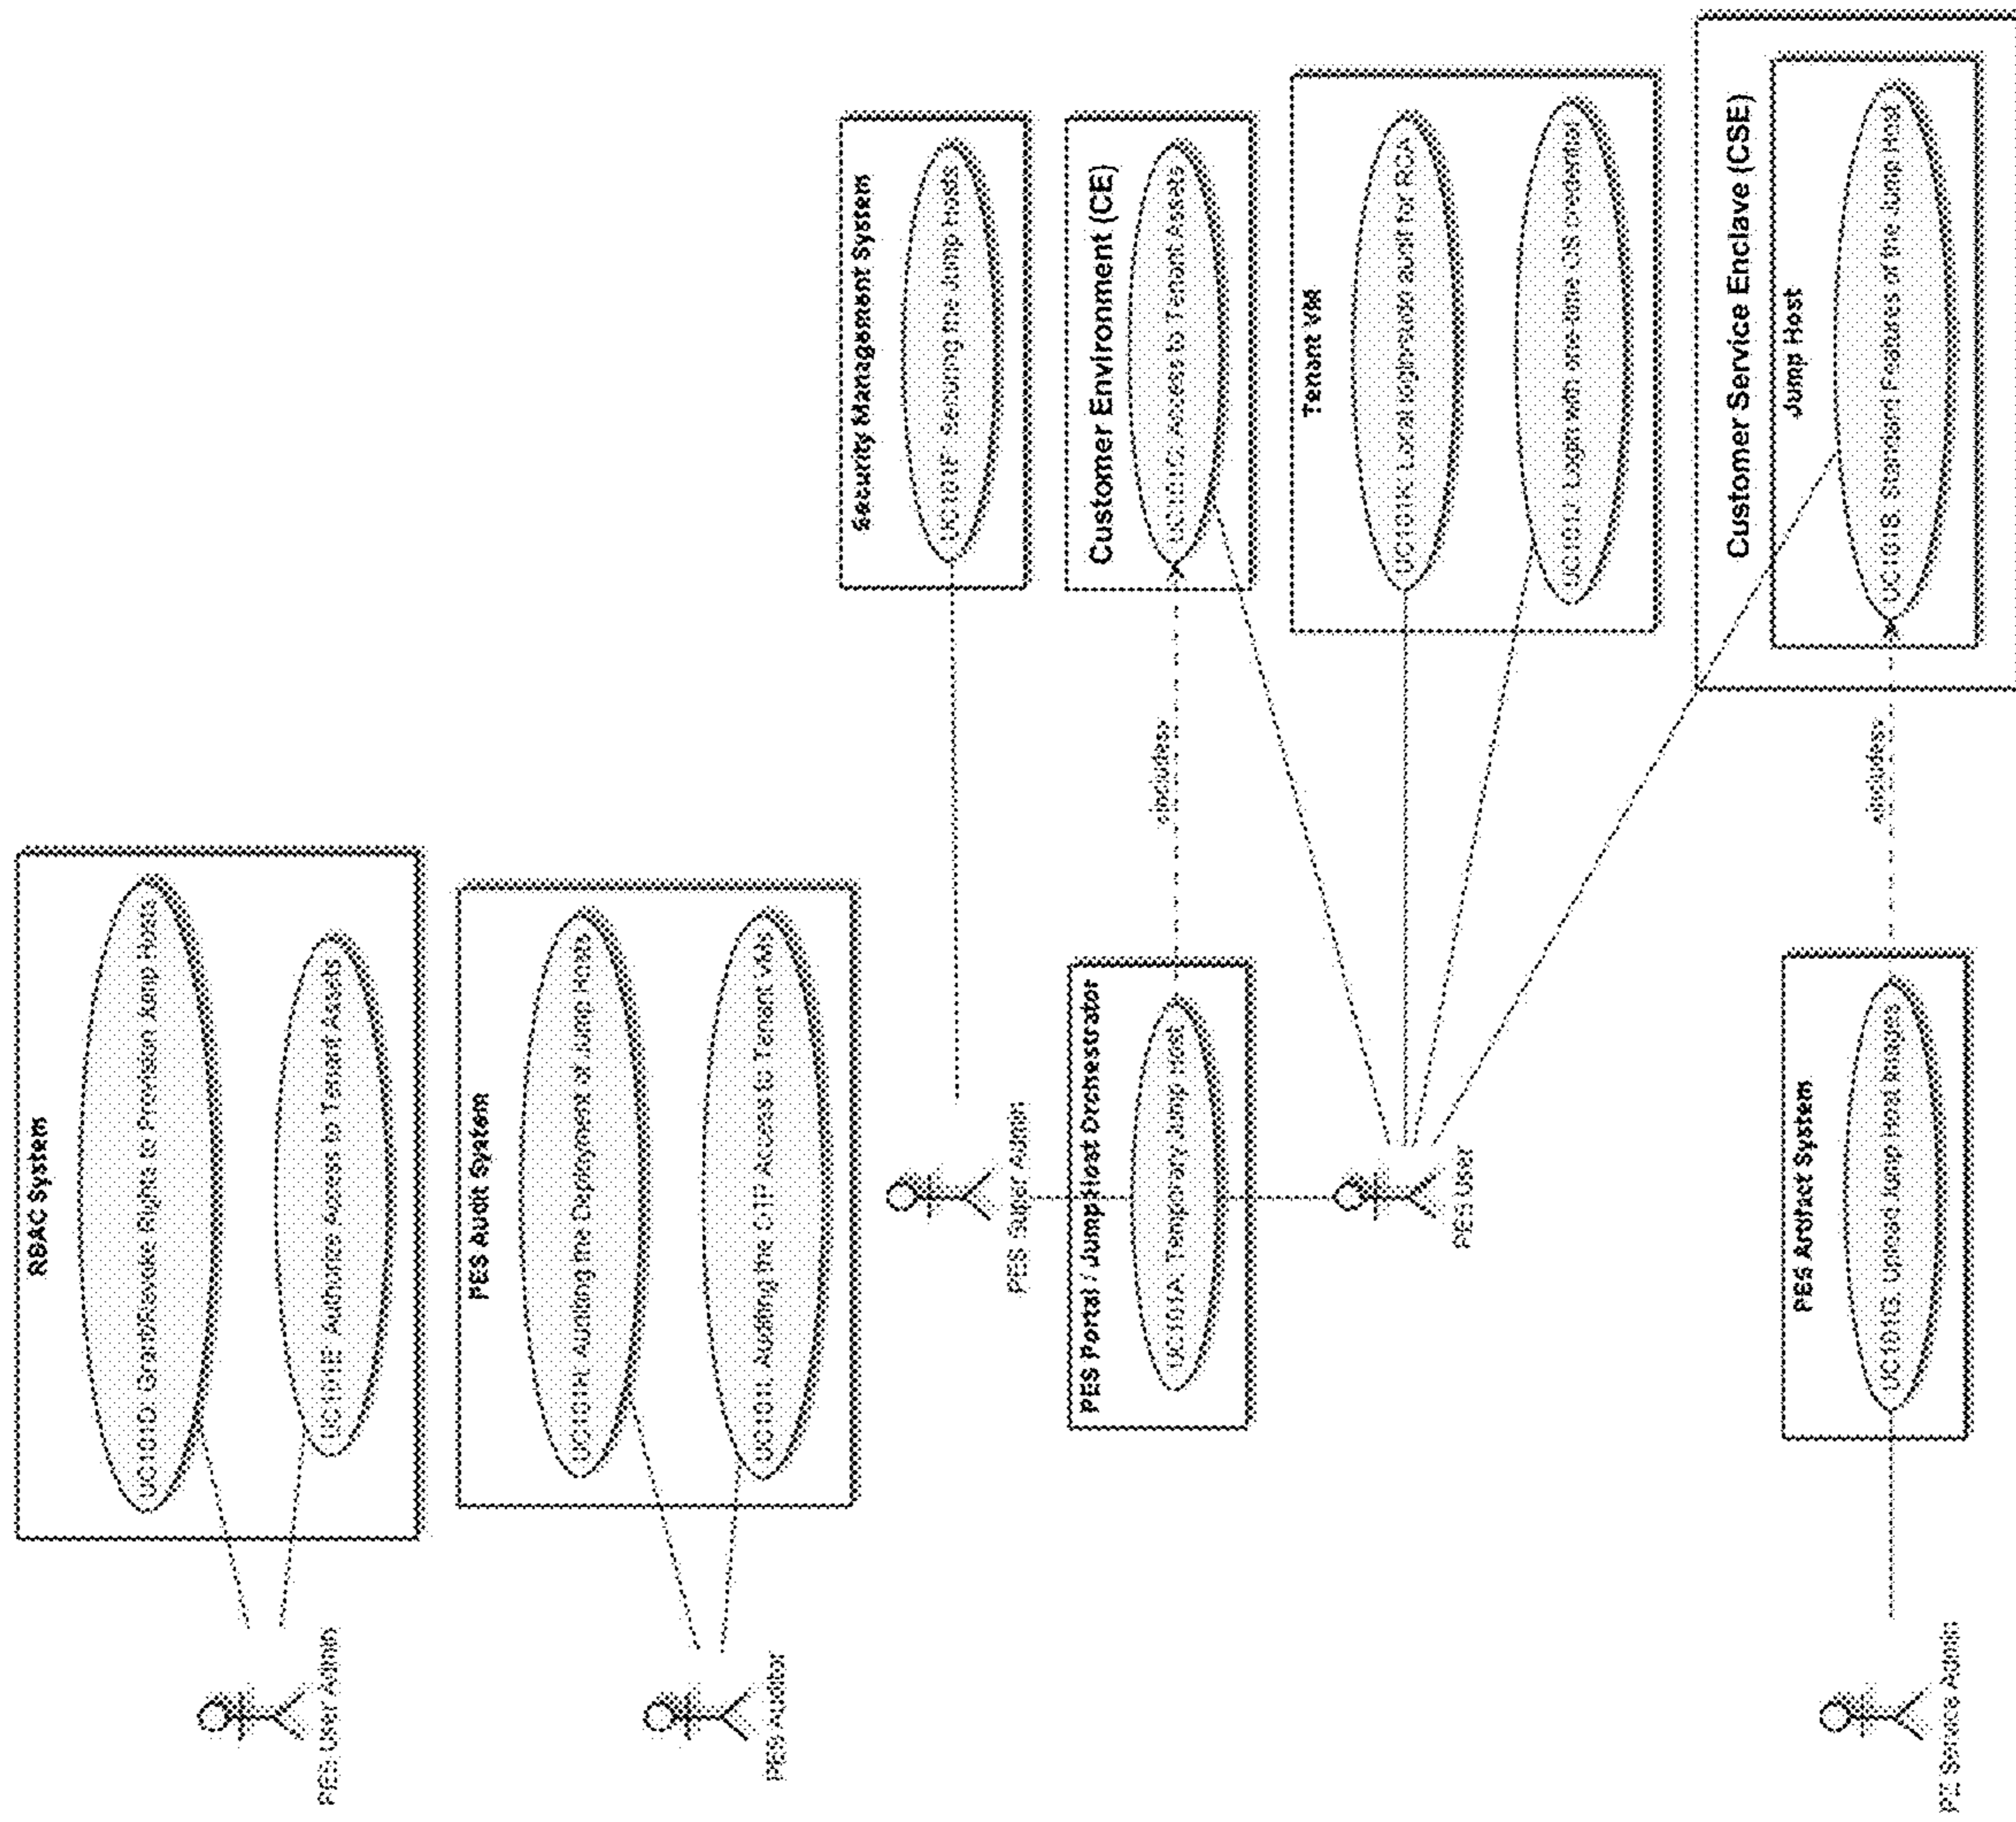 RBAC System
UC101D: Grant/Revoke Rights to Provision Jump Hosts
UC101E: Authorize Access to Tenant Assets
PES User Admin
PES Audit System
UC101H: Auditing the Deployment of Jump Hosts
UC101I: Auditing the OTP Access to Tenant VMs
PES Auditor
Security Management System
UC101F: Securing the Jump Hosts
PES Super Admin
PES Portal / Jump Host Orchestrator
UC101A: Temporary Jump Host
«includes»
Customer Environment (CE)
UC101C: Access to Tenant Assets
PES User
Tenant VM
Local login/logon audit for RCA
Login with one-time OS credential
Customer Service Enclave (CSE)
Jump Host
UC101B: Standard Features of the Jump Host
«includes»
PES Artifact System
UC101G: Upload Jump Host Images
PE Service Admin